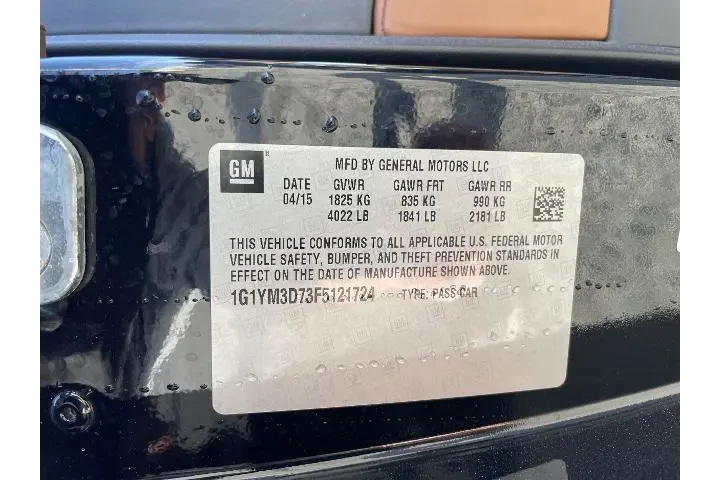 GM ® MFD BY GENERAL MOTORS LLC
DATE GVWR GAWR FRT GAWR RR
04/15 1825 KG 835 KG 990 KG
4022 LB 1841 LB 2181 LB
THIS VEHICLE CONFORMS TO ALL APPLICABLE U.S. FEDERAL MOTOR
VEHICLE SAFETY, BUMPER, AND THEFT PREVENTION STANDARDS
IN EFFECT ON THE DATE OF MANUFACTURE SHOWN ABOVE.
1G1YM3D73F5121724 TYPE: PASS CAR